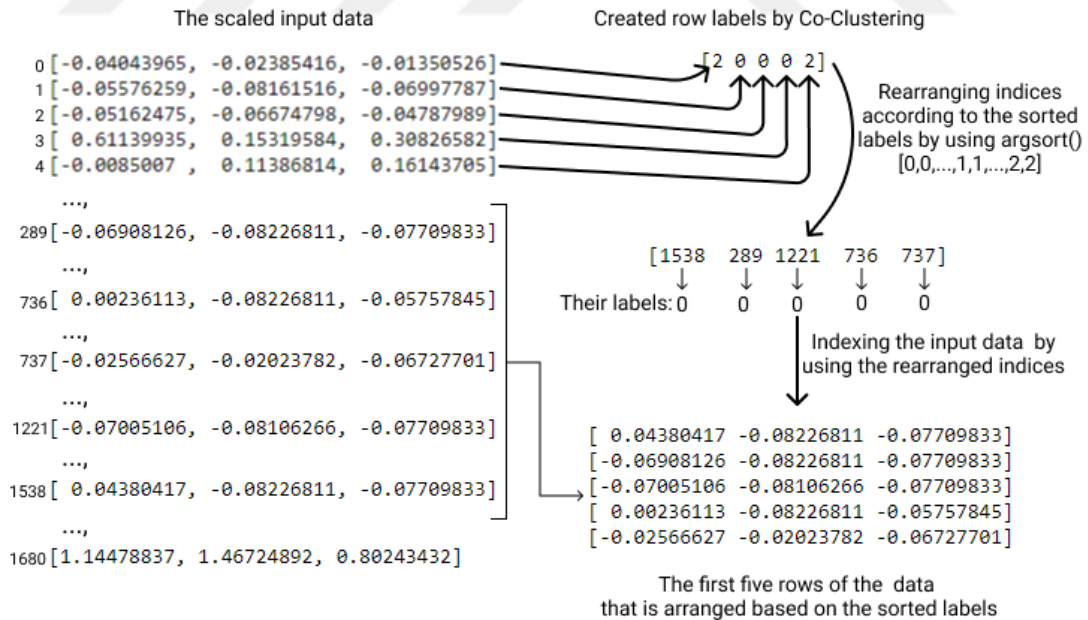 The scaled input data
0 [-0.04043965, -0.02385416, -0.01350526]
1 [-0.05576259, -0.08161516, -0.06997787]
2 [-0.05162475, -0.06674798, -0.04787989]
3 [ 0.61139935, 0.15319584, 0.30826582]
4 [-0.0085007 , 0.11386814, 0.16143705]
...,
289 [-0.06908126, -0.08226811, -0.07709833]
...,
736 [ 0.00236113, -0.08226811, -0.05757845]
...,
737 [-0.02566627, -0.02023782, -0.06727701]
...,
1221 [-0.07005106, -0.08106266, -0.07709833]
...,
1538 [ 0.04380417, -0.08226811, -0.07709833]
...,
1680 [1.14478837, 1.46724892, 0.80243432]
Created row labels by Co-Clustering
[2 0 0 0 2]
Rearranging indices
according to the sorted
labels by using argsort()
[0,0,...,1,1,...,2,2]
[1538 289 1221 736 737]
Their labels: 0 0 0 0 0
Indexing the input data by
using the rearranged indices
[ 0.04380417 -0.08226811 -0.07709833]
[-0.06908126 -0.08226811 -0.07709833]
[-0.07005106 -0.08106266 -0.07709833]
[ 0.00236113 -0.08226811 -0.05757845]
[-0.02566627 -0.02023782 -0.06727701]
The first five rows of the data
that is arranged based on the sorted labels